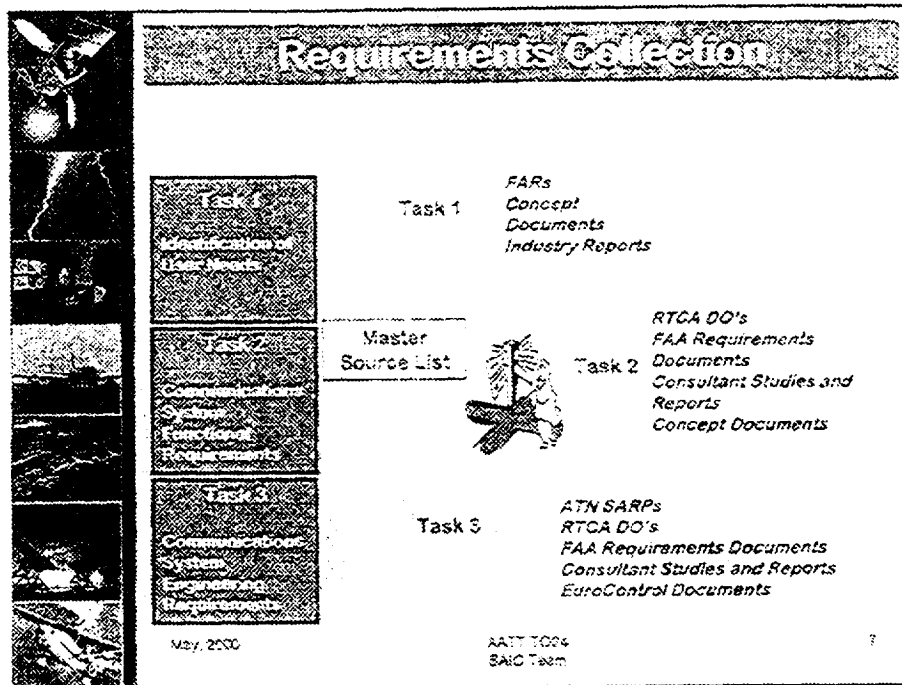 Requirements Collection
Task 1
Identification of
User Needs
Task 2
Communications
System
Functional
Requirements
Task 3
Communications
System
Engineering
Requirements
Master
Source List
Task 1
FARs
Concept
Documents
Industry Reports
Task 2
RTCA DO's
FAA Requirements
Documents
Consultant Studies and
Reports
Concept Documents
Task 3
ATN SARPs
RTCA DO's
FAA Requirements Documents
Consultant Studies and Reports
EuroControl Documents
May, 2000
AATT TO24
SAIC Team
7